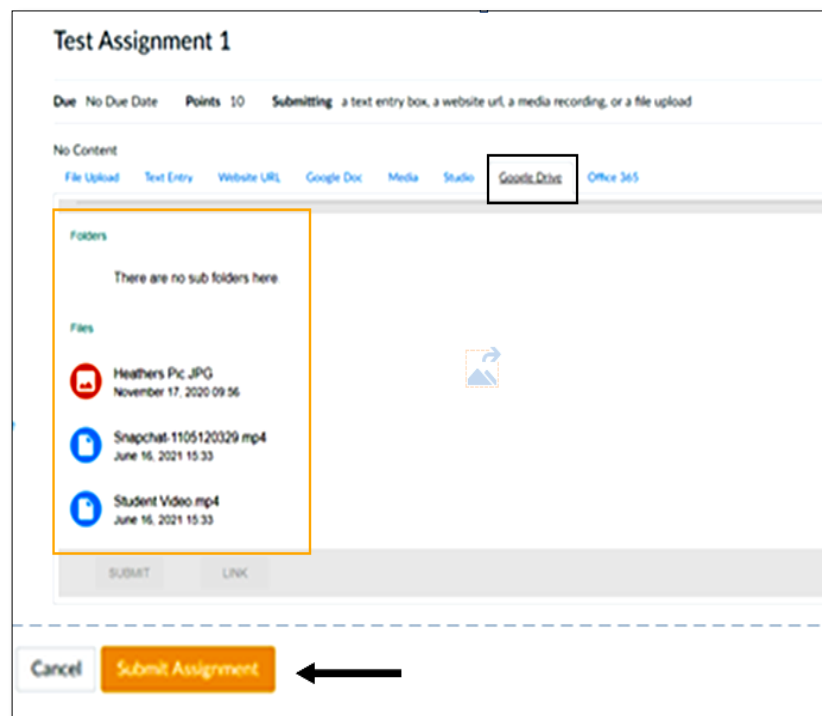 Test Assignment 1
Due No Due Date Points 10 Submitting a text entry box, a website url, a media recording, or a file upload
No Content
File Upload Text Entry Website URL Google Doc Media Studio Google Drive Office 365
Folders
There are no sub folders here
Files
Heathers Pic.JPG
November 17, 2020 09:56
Snapchat-1105120329.mp4
June 16, 2021 15:33
Student Video.mp4
June 16, 2021 15:33
SUBMIT LINK
Cancel Submit Assignment